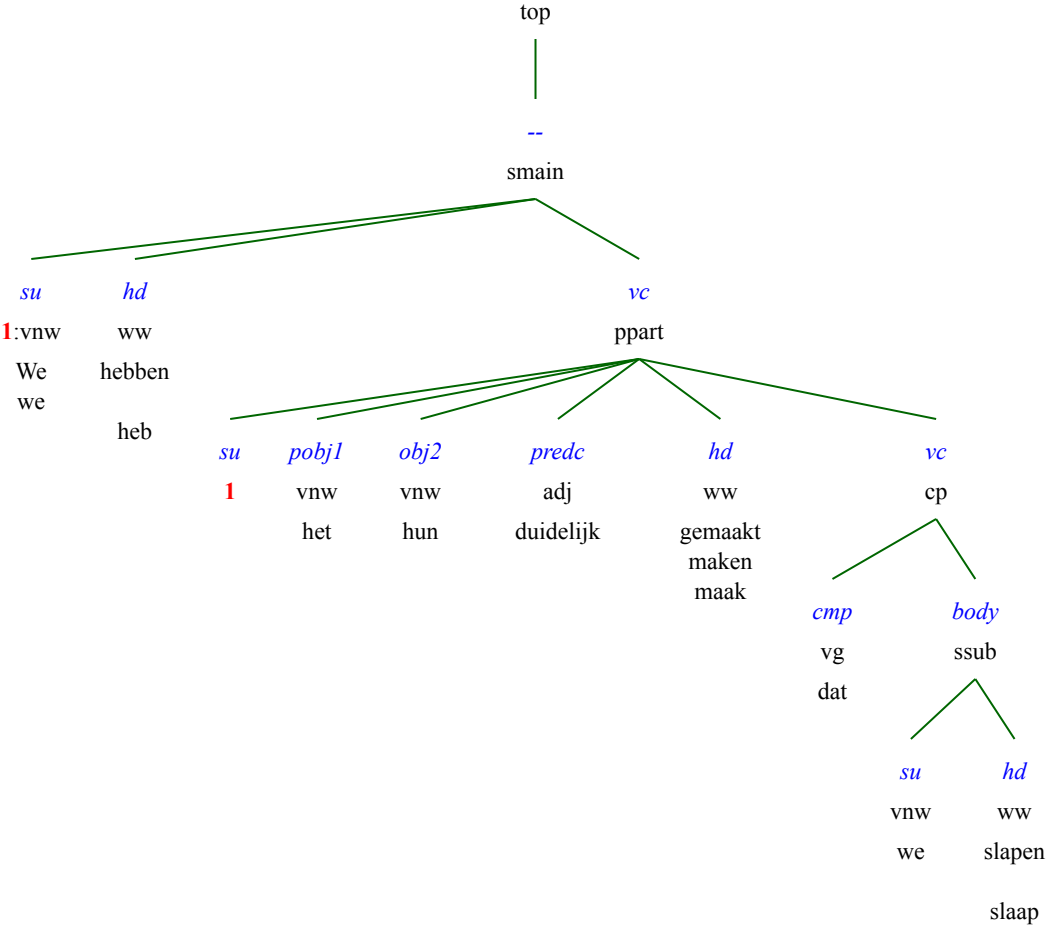 top
--
smain
su hd vc
1:vnw ww ppart
We hebben
we
heb
su pobj1 obj2 predc hd vc
1 vnw vnw adj ww cp
het hun duidelijk gemaakt
maken
maak
cmp body
vg ssub
dat
su hd
vnw ww
we slapen
slaap